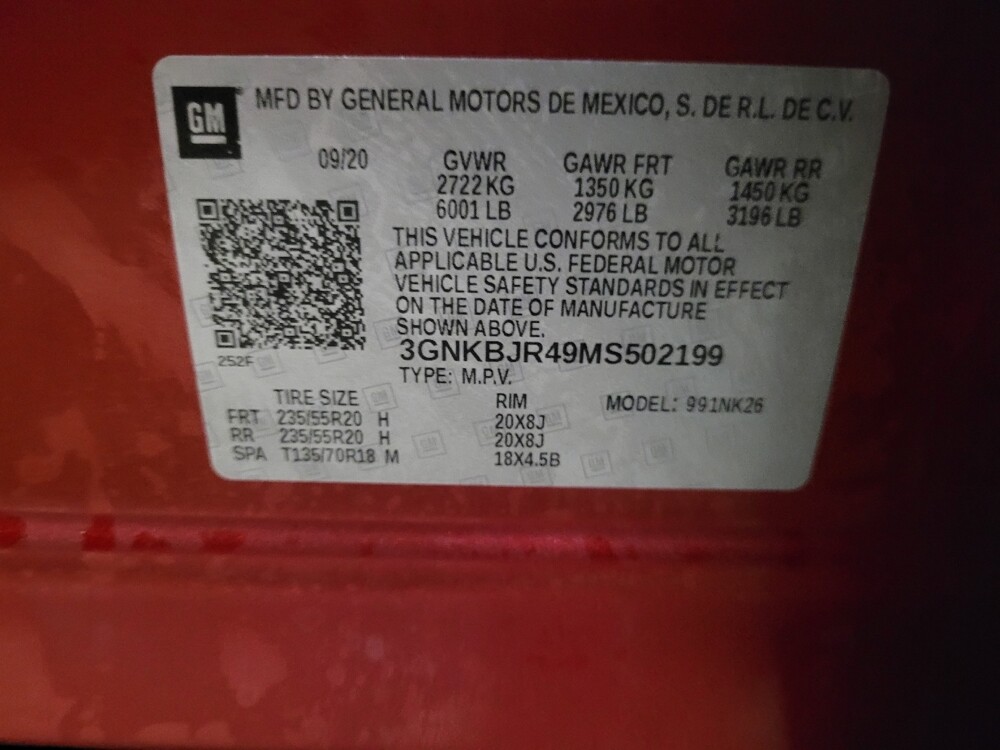 GM® MFD BY GENERAL MOTORS DE MEXICO, S. DE R.L. DE C.V.
09/20 GVWR GAWR FRT GAWR RR
2722 KG 1350 KG 1450 KG
6001 LB 2976 LB 3196 LB
THIS VEHICLE CONFORMS TO ALL
APPLICABLE U.S. FEDERAL MOTOR
VEHICLE SAFETY STANDARDS IN EFFECT
ON THE DATE OF MANUFACTURE
SHOWN ABOVE.
252F 3GNKBJR49MS502199
TYPE: M.P.V.
TIRE SIZE RIM MODEL: 991NK26
FRT 235/55R20 H 20X8J
RR 235/55R20 H 20X8J
SPA T135/70R18 M 18X4.5B